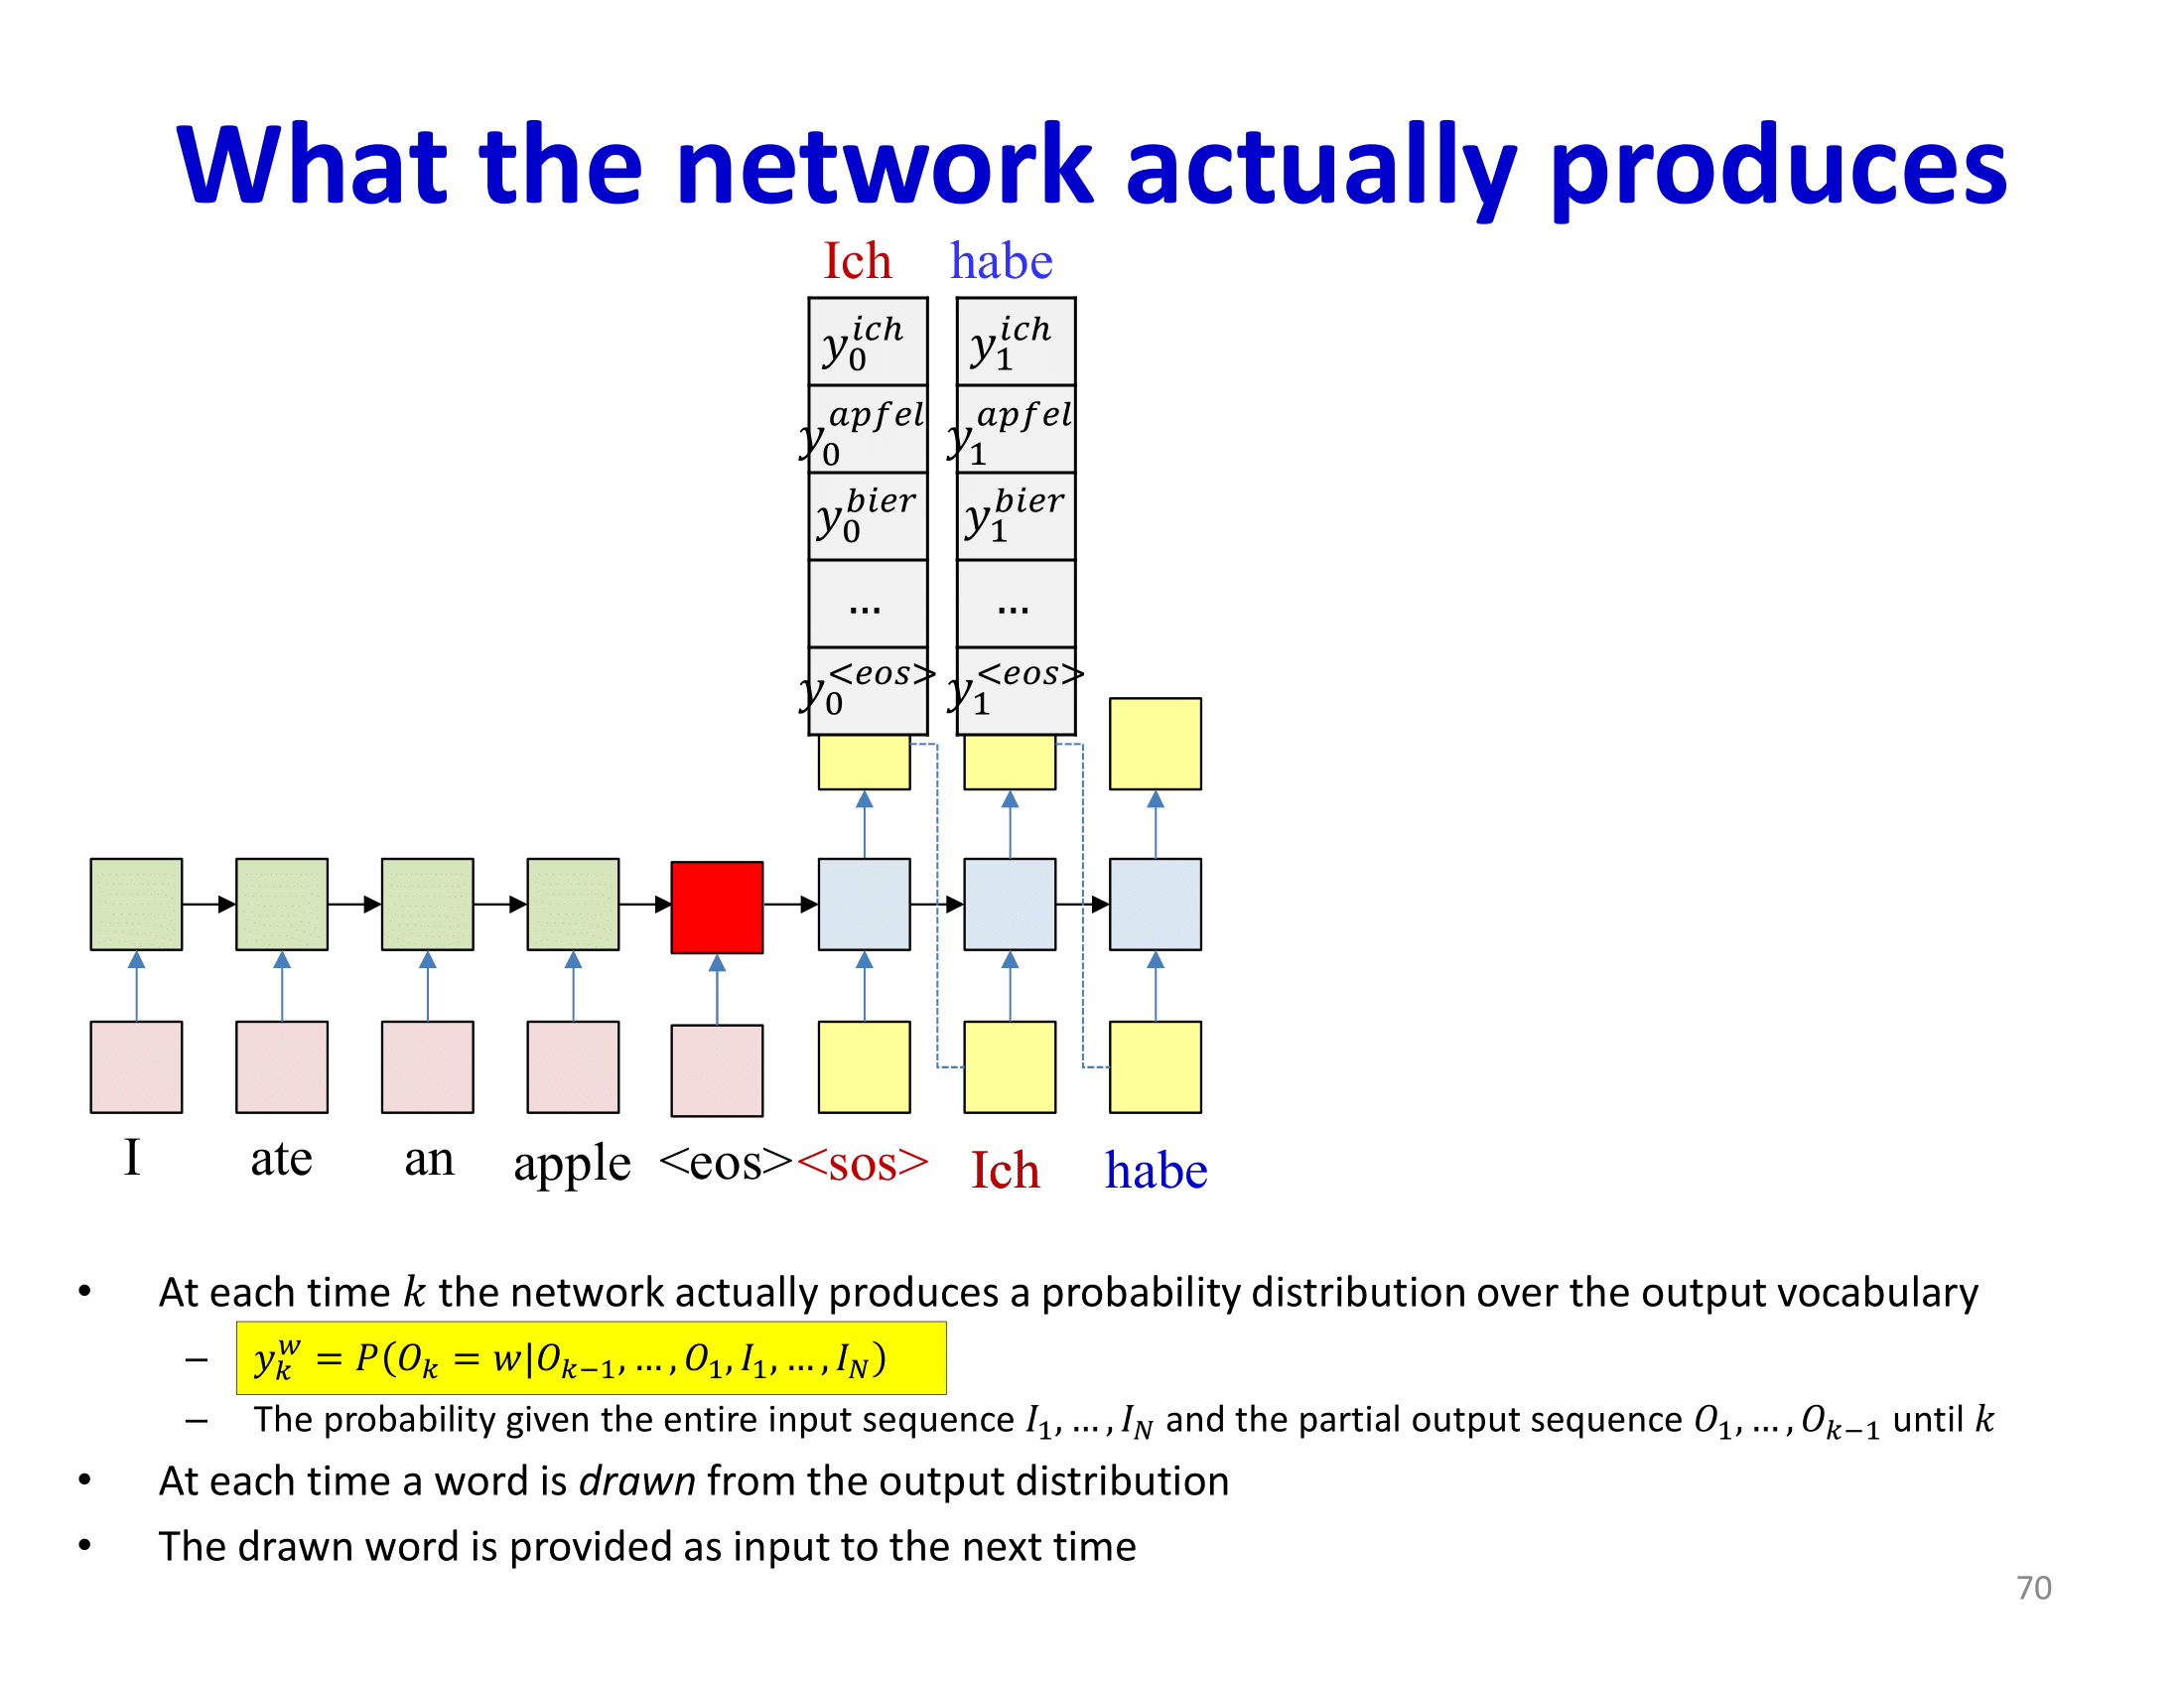 What the network actually produces
Ich habe
y_0^{ich} y_1^{ich}
y_0^{apfel} y_1^{apfel}
y_0^{bier} y_1^{bier}
... ...
y_0^{<eos>} y_1^{<eos>}
I ate an apple <eos> <sos> Ich habe
• At each time k the network actually produces a probability distribution over the output vocabulary
– y_k^w = P(O_k = w|O_{k−1}, … , O_1, I_1, … , I_N)
– The probability given the entire input sequence I_1, … , I_N and the partial output sequence O_1, … , O_{k−1} until k
• At each time a word is drawn from the output distribution
• The drawn word is provided as input to the next time
70